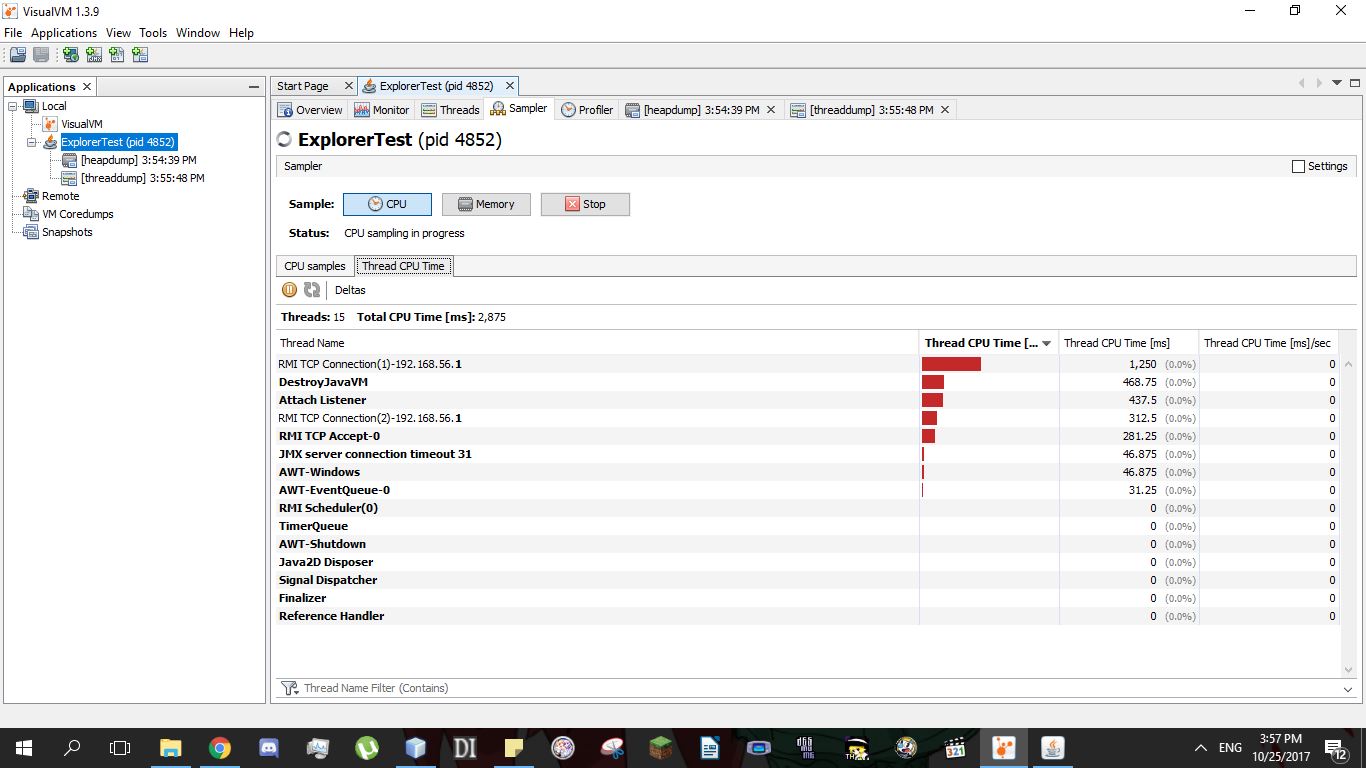 VisualVM 1.3.9
File Applications View Tools Window Help
Applications
Local
VisualVM
ExplorerTest (pid 4852)
[heapdump] 3:54:39 PM
[threaddump] 3:55:48 PM
Remote
VM Coredumps
Snapshots
Start Page ExplorerTest (pid 4852)
Overview Monitor Threads Sampler Profiler [heapdump] 3:54:39 PM [threaddump] 3:55:48 PM
ExplorerTest (pid 4852)
Sampler Settings
Sample: CPU Memory Stop
Status: CPU sampling in progress
CPU samples Thread CPU Time
Deltas
Threads: 15 Total CPU Time [ms]: 2,875
Thread Name Thread CPU Time [... Thread CPU Time [ms] Thread CPU Time [ms]/sec
RMI TCP Connection(1)-192.168.56.1 1,250 (0.0%) 0
DestroyJavaVM 468.75 (0.0%) 0
Attach Listener 437.5 (0.0%) 0
RMI TCP Connection(2)-192.168.56.1 312.5 (0.0%) 0
RMI TCP Accept-0 281.25 (0.0%) 0
JMX server connection timeout 31 46.875 (0.0%) 0
AWT-Windows 46.875 (0.0%) 0
AWT-EventQueue-0 31.25 (0.0%) 0
RMI Scheduler(0) 0 (0.0%) 0
TimerQueue 0 (0.0%) 0
AWT-Shutdown 0 (0.0%) 0
Java2D Disposer 0 (0.0%) 0
Signal Dispatcher 0 (0.0%) 0
Finalizer 0 (0.0%) 0
Reference Handler 0 (0.0%) 0
Thread Name Filter (Contains)
DI 321 ENG 3:57 PM
10/25/2017 12